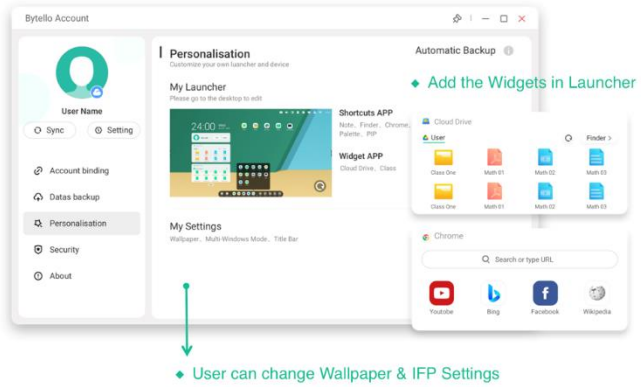 Bytello Account
User Name
Sync
Setting
Account binding
Datas backup
Personalisation
Security
About
Personalisation
Customize your own luancher and device
Automatic Backup
My Launcher
Please go to the desktop to edit
24:00
Shortcuts APP
Note、Finder、Chrome、
Palette、PIP
Widget APP
Cloud Drive、Class
My Settings
Wallpaper、Multi-Windows Mode、Title Bar
Add the Widgets in Launcher
Cloud Drive
User
Finder >
Class One
Math 01
Math 02
Math 03
Class One
Math 01
Math 02
Math 03
Chrome
Search or type URL
Youtube
Bing
Facebook
Wikipedia
User can change Wallpaper & IFP Settings